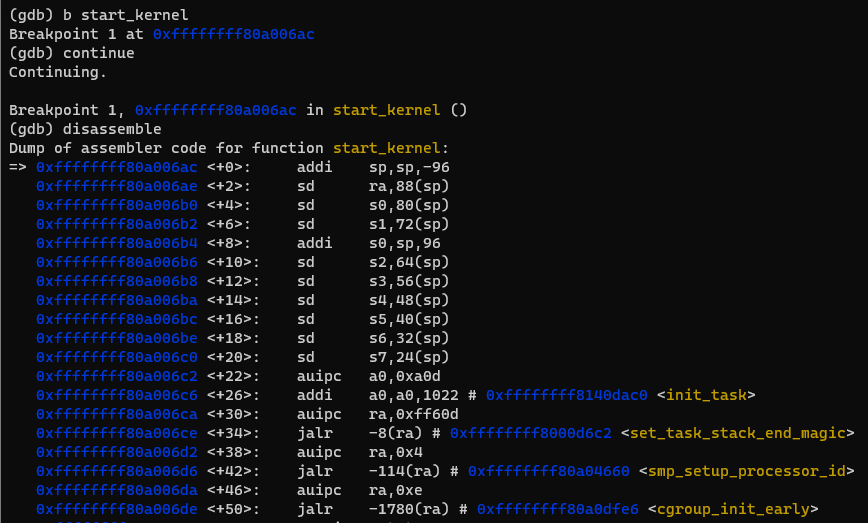 (gdb) b start_kernel
Breakpoint 1 at 0xffffffff80a006ac
(gdb) continue
Continuing.

Breakpoint 1, 0xffffffff80a006ac in start_kernel ()
(gdb) disassemble
Dump of assembler code for function start_kernel:
=> 0xffffffff80a006ac <+0>:     addi    sp,sp,-96
   0xffffffff80a006ae <+2>:     sd      ra,88(sp)
   0xffffffff80a006b0 <+4>:     sd      s0,80(sp)
   0xffffffff80a006b2 <+6>:     sd      s1,72(sp)
   0xffffffff80a006b4 <+8>:     addi    s0,sp,96
   0xffffffff80a006b6 <+10>:    sd      s2,64(sp)
   0xffffffff80a006b8 <+12>:    sd      s3,56(sp)
   0xffffffff80a006ba <+14>:    sd      s4,48(sp)
   0xffffffff80a006bc <+16>:    sd      s5,40(sp)
   0xffffffff80a006be <+18>:    sd      s6,32(sp)
   0xffffffff80a006c0 <+20>:    sd      s7,24(sp)
   0xffffffff80a006c2 <+22>:    auipc   a0,0xa0d
   0xffffffff80a006c6 <+26>:    addi    a0,a0,1022 # 0xffffffff8140dac0 <init_task>
   0xffffffff80a006ca <+30>:    auipc   ra,0xff60d
   0xffffffff80a006ce <+34>:    jalr    -8(ra) # 0xffffffff8000d6c2 <set_task_stack_end_magic>
   0xffffffff80a006d2 <+38>:    auipc   ra,0x4
   0xffffffff80a006d6 <+42>:    jalr    -114(ra) # 0xffffffff80a04660 <smp_setup_processor_id>
   0xffffffff80a006da <+46>:    auipc   ra,0xe
   0xffffffff80a006de <+50>:    jalr    -1780(ra) # 0xffffffff80a0dfe6 <cgroup_init_early>